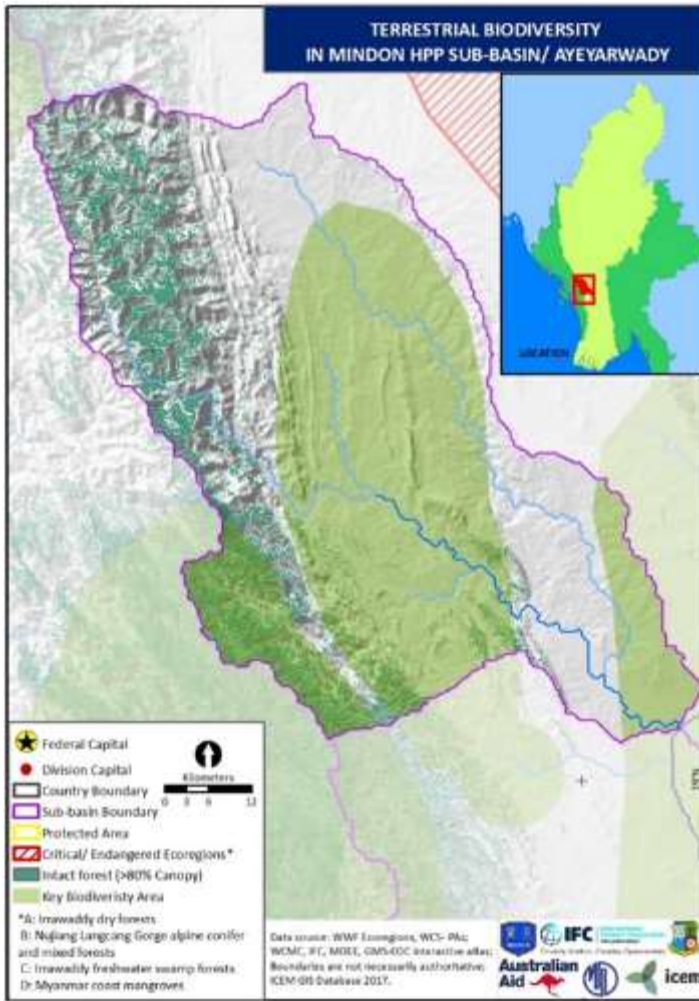 TERRESTRIAL BIODIVERSITY
IN MINDON HPP SUB-BASIN/ AYEYARWADY
LOCATION
Federal Capital
Division Capital
Country Boundary
Sub-basin Boundary
Protected Area
Critical/ Endangered Ecoregions*
Intact forest (>80% Canopy)
Key Biodiveristy Area
Kilometers
0 3 6 12
*A: Irrawaddy dry forests
B: Nujiang Langcang Gorge alpine conifer
and mixed forests
C: Irrawaddy freshwater swamp forests
D: Myanmar coast mangroves
Data source: WWF Ecoregions, WCS- PAs;
WCMC, IFC, MOEE, GMS-EOC interactive atlas;
Boundaries are not necessarily authoritative;
ICEM GIS Database 2017.
IFC
Australian
Aid
icem